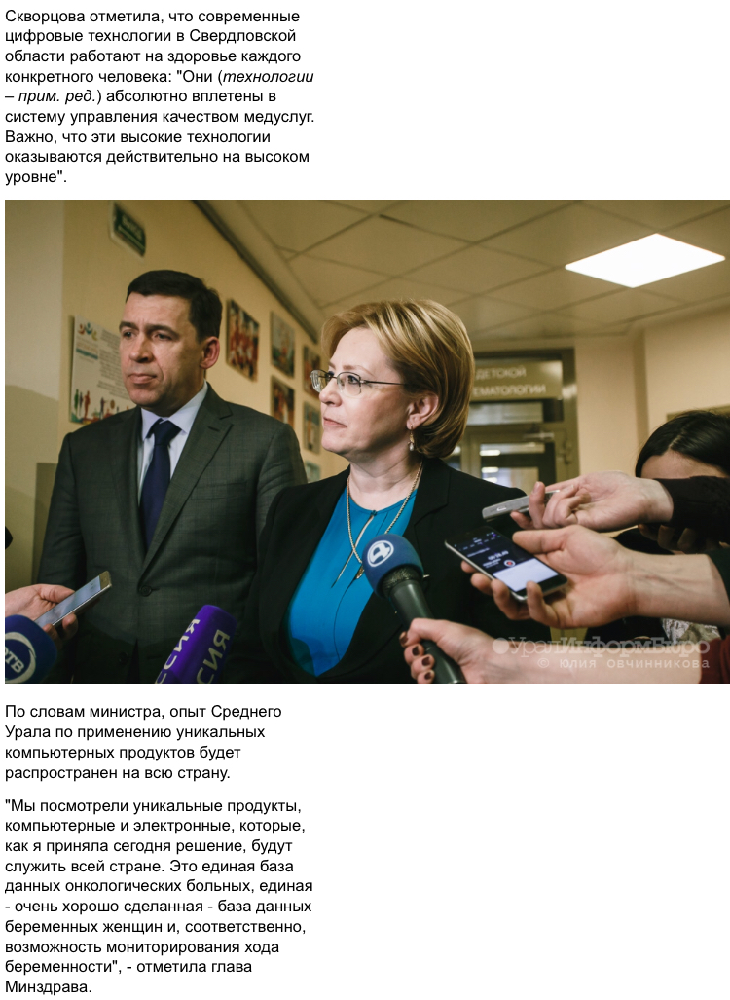 Скворцова отметила, что современные
цифровые технологии в Свердловской
области работают на здоровье каждого
конкретного человека: "Они (технологии
– прим. ред.) абсолютно вплетены в
систему управления качеством медуслуг.
Важно, что эти высокие технологии
оказываются действительно на высоком
уровне".
ДЕТСКОЙ
ЕМАТОЛОГИИ
ТВ
РОССИЯ
УралИнформБюро
© ЮЛИЯ ОВЧИННИКОВА
По словам министра, опыт Среднего
Урала по применению уникальных
компьютерных продуктов будет
распространен на всю страну.
"Мы посмотрели уникальные продукты,
компьютерные и электронные, которые,
как я приняла сегодня решение, будут
служить всей стране. Это единая база
данных онкологических больных, единая
- очень хорошо сделанная - база данных
беременных женщин и, соответственно,
возможность мониторирования хода
беременности", - отметила глава
Минздрава.